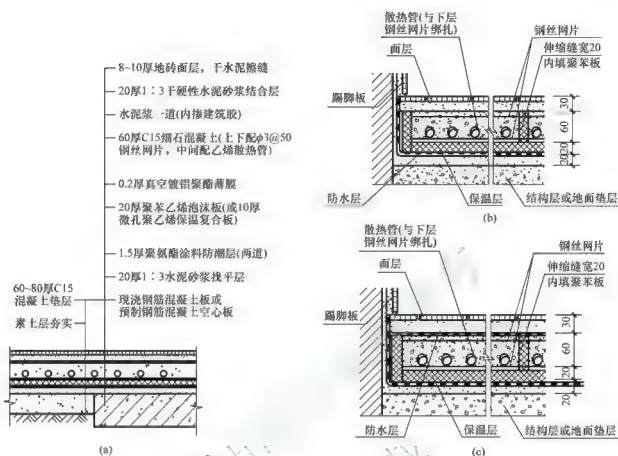 8~10厚地砖面层，干水泥擦缝
20厚1：3干硬性水泥砂浆结合层
水泥浆一道(内掺建筑胶)
60厚C15细石混凝土(上下配φ3@50
钢丝网片，中间配乙烯散热管)
0.2厚真空镀铝聚酯薄膜
20厚聚苯乙烯泡沫板(或10厚
微孔聚乙烯保温复合板)
1.5厚聚氨酯涂料防潮层(两道)
20厚1：3水泥砂浆找平层
60~80厚C15
混凝土垫层
现浇钢筋混凝土板或
预制钢筋混凝土空心板
素土层夯实
(a)
散热管(与下层
钢丝网片绑扎)
钢丝网片
面层
伸缩缝宽20
内填聚苯板
踢脚板
30
60
20
20
防水层
保温层
结构层或地面垫层
(b)
散热管(与下层
钢丝网片绑扎)
钢丝网片
面层
伸缩缝宽20
内填聚苯板
踢脚板
30
60
20
20
防水层
保温层
结构层或地面垫层
(c)